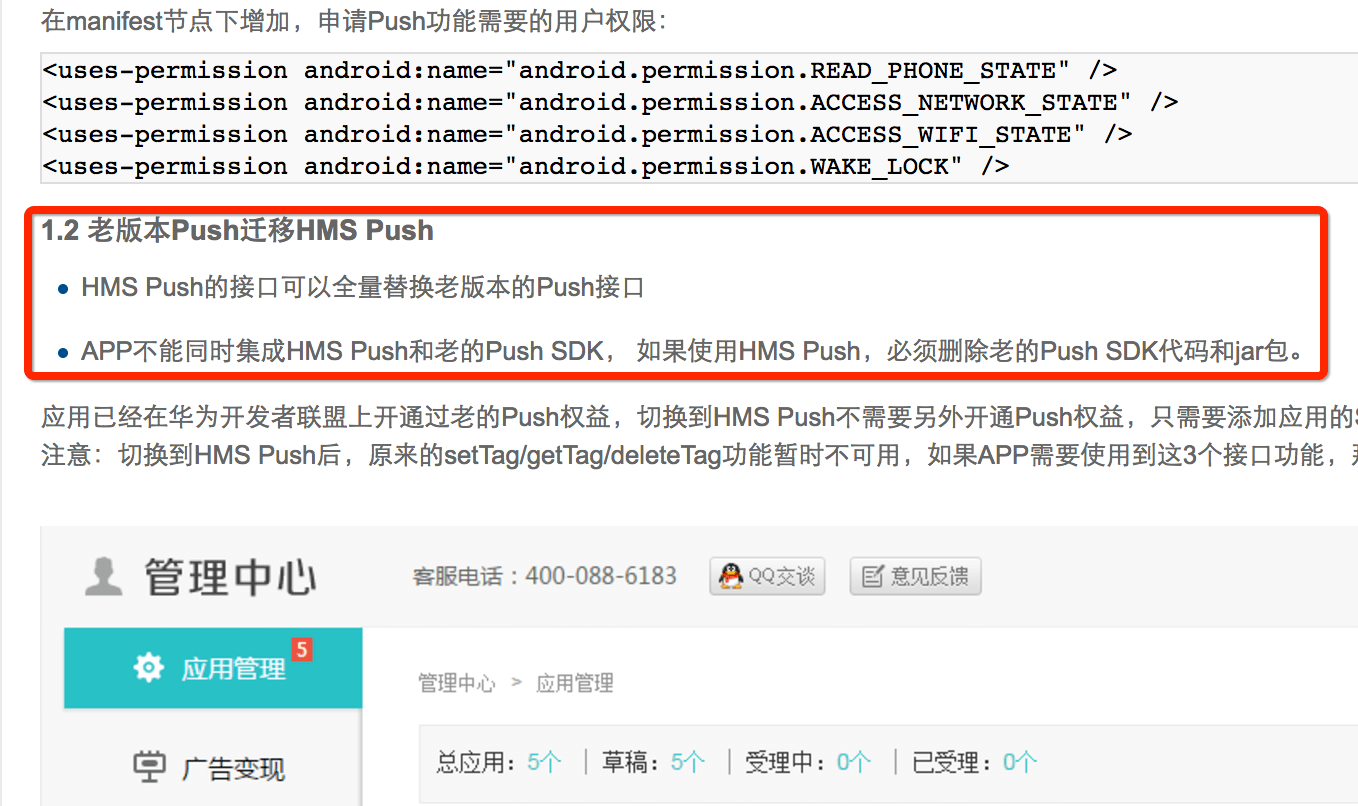 在manifest节点下增加，申请Push功能需要的用户权限：
<uses-permission android:name="android.permission.READ_PHONE_STATE" />
<uses-permission android:name="android.permission.ACCESS_NETWORK_STATE" />
<uses-permission android:name="android.permission.ACCESS_WIFI_STATE" />
<uses-permission android:name="android.permission.WAKE_LOCK" />
1.2 老版本Push迁移HMS Push
HMS Push的接口可以全量替换老版本的Push接口
APP不能同时集成HMS Push和老的Push SDK， 如果使用HMS Push，必须删除老的Push SDK代码和jar包。
应用已经在华为开发者联盟上开通过老的Push权益，切换到HMS Push不需要另外开通Push权益，只需要添加应用的
注意：切换到HMS Push后，原来的setTag/getTag/deleteTag功能暂时不可用，如果APP需要使用到这3个接口功能，
管理中心
客服电话：400-088-6183
QQ交谈
意见反馈
应用管理
5
管理中心 > 应用管理
广告变现
总应用：5个 | 草稿：5个 | 受理中：0个 | 已受理：0个